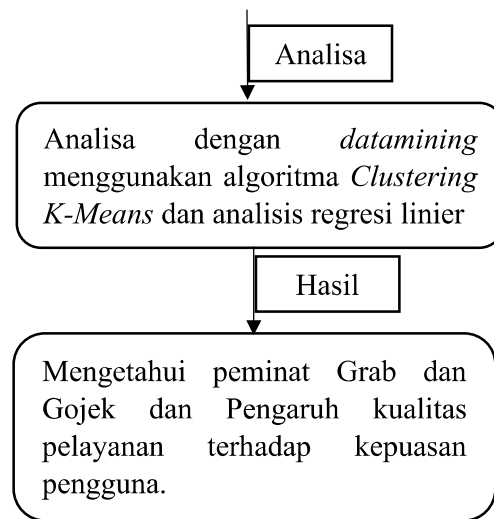 Analisa
Analisa dengan datamining
menggunakan algoritma Clustering
K-Means dan analisis regresi linier
Hasil
Mengetahui peminat Grab dan
Gojek dan Pengaruh kualitas
pelayanan terhadap kepuasan
pengguna.